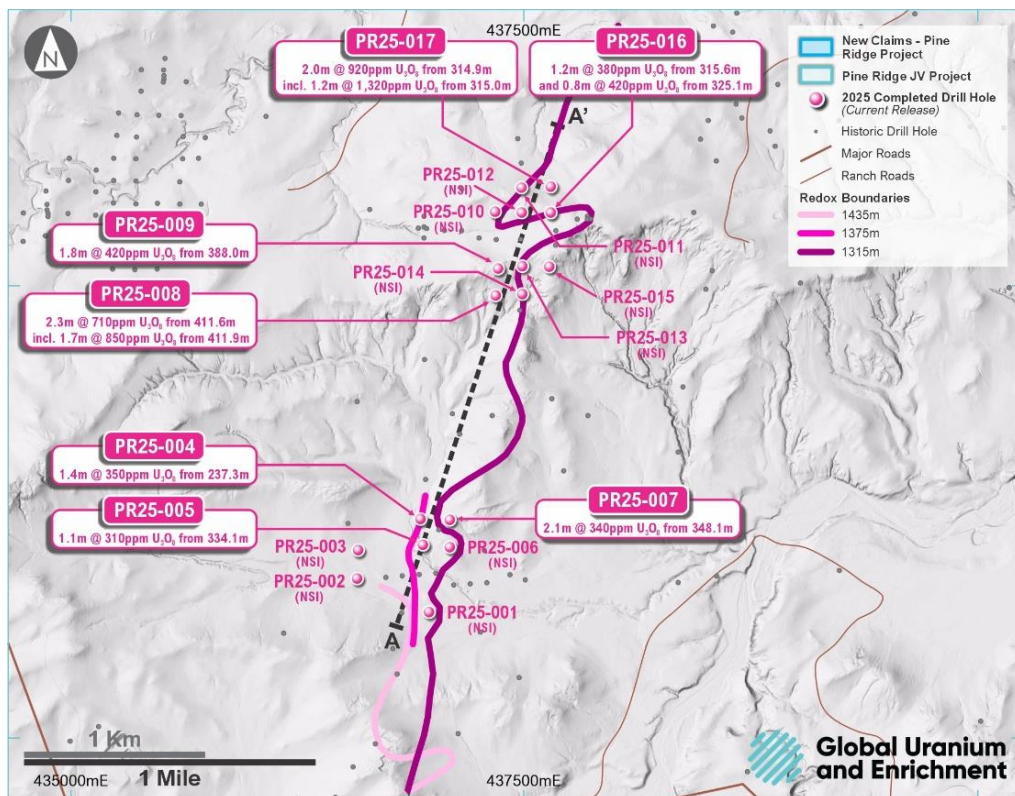 437500mE
N
PR25-017
2.0m @ 920ppm U₃O₈ from 314.9m
incl. 1.2m @ 1,320ppm U₃O₈ from 315.0m
PR25-016
1.2m @ 380ppm U₃O₈ from 315.6m
and 0.8m @ 420ppm U₃O₈ from 325.1m
New Claims - Pine
Ridge Project
Pine Ridge JV Project
2025 Completed Drill Hole
(Current Release)
Historic Drill Hole
Major Roads
Ranch Roads
Redox Boundaries
1435m
1375m
1315m
A'
PR25-012
(NSI)
PR25-010
(NSI)
PR25-011
(NSI)
PR25-009
1.8m @ 420ppm U₃O₈ from 388.0m
PR25-014
(NSI)
PR25-015
(NSI)
PR25-008
2.3m @ 710ppm U₃O₈ from 411.6m
incl. 1.7m @ 850ppm U₃O₈ from 411.9m
PR25-013
(NSI)
PR25-004
1.4m @ 350ppm U₃O₈ from 237.3m
PR25-005
1.1m @ 310ppm U₃O₈ from 334.1m
PR25-007
2.1m @ 340ppm U₃O₈ from 348.1m
PR25-003
(NSI)
PR25-006
(NSI)
PR25-002
(NSI)
PR25-001
(NSI)
A
1 Km
1 Mile
435000mE
437500mE
Global Uranium
and Enrichment